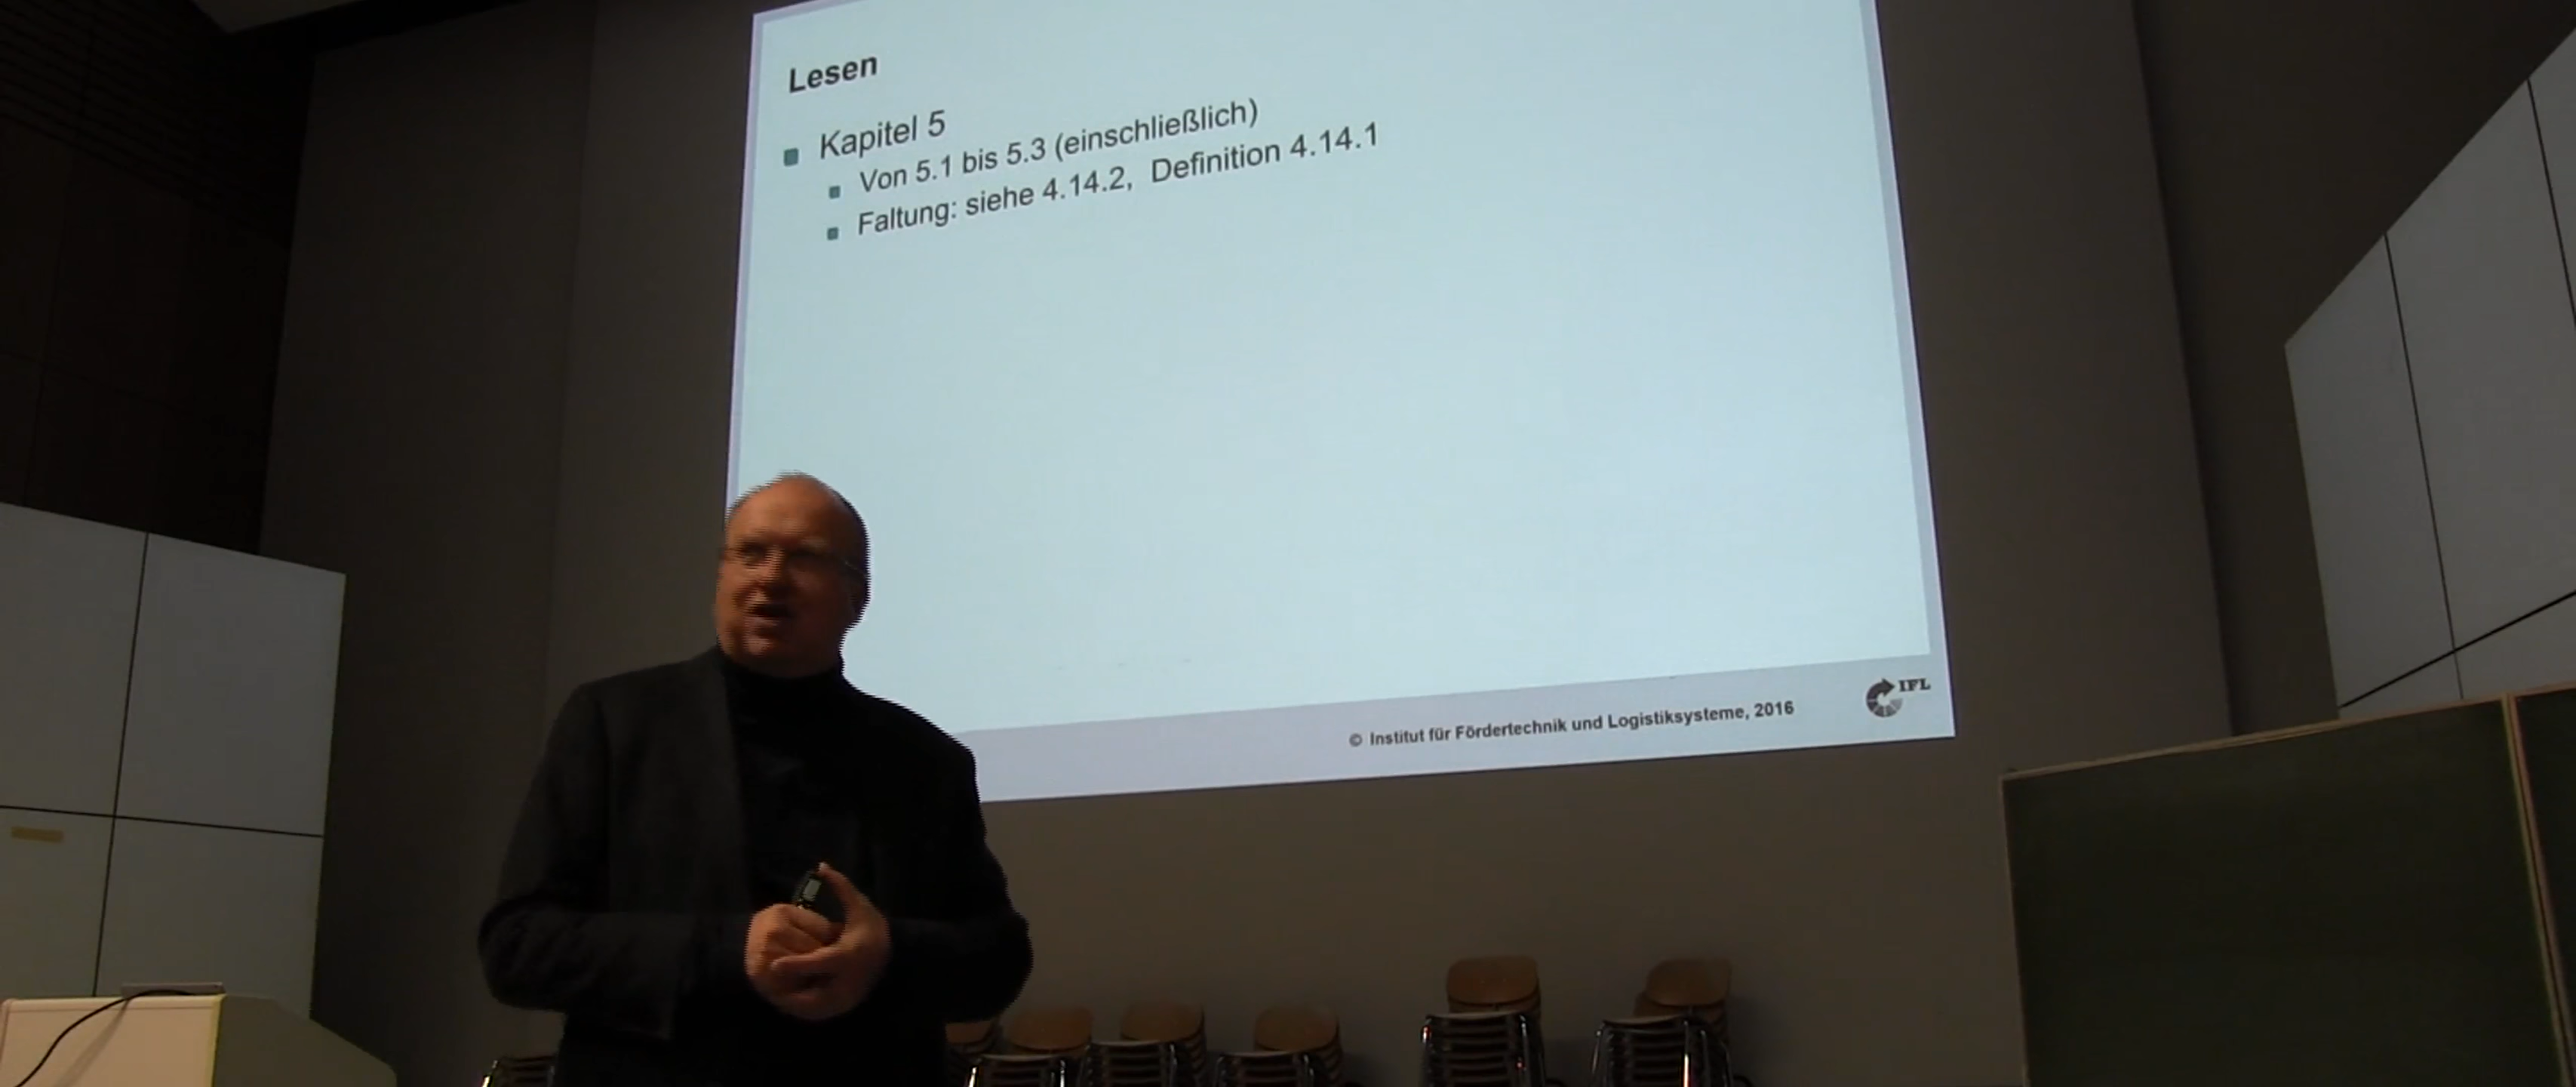 Lesen
Kapitel 5
Von 5.1 bis 5.3 (einschließlich)
Faltung: siehe 4.14.2, Definition 4.14.1
© Institut für Fördertechnik und Logistiksysteme, 2016
IFL